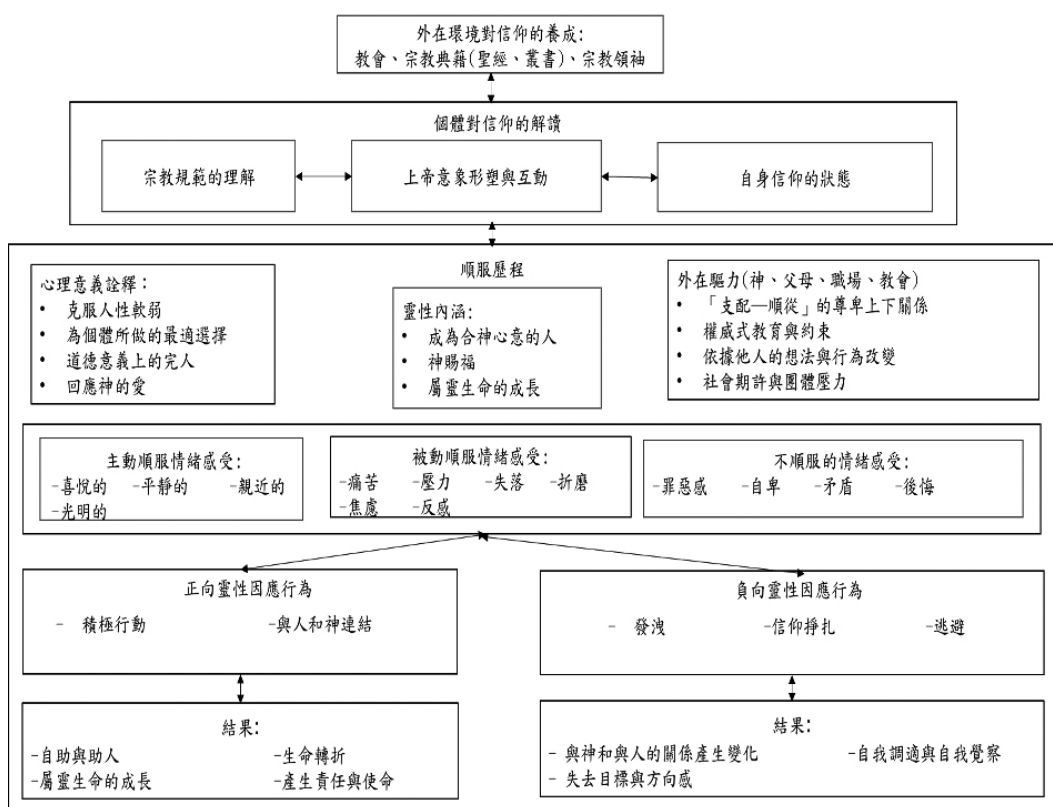 外在環境對信仰的養成：
教會、宗教典籍(聖經、叢書)、宗教領袖
個體對信仰的解讀
宗教規範的理解
上帝意象形塑與互動
自身信仰的狀態
順服歷程
心理意義詮釋：
• 克服人性軟弱
• 為個體所做的最適選擇
• 道德意義上的完人
• 回應神的愛
靈性內涵：
• 成為合神心意的人
• 神賜福
• 屬靈生命的成長
外在驅力(神、父母、職場、教會)
• 「支配—順從」的尊卑上下關係
• 權威式教育與約束
• 依據他人的想法與行為改變
• 社會期許與團體壓力
主動順服情緒感受：
-喜悅的 -平靜的 -親近的
-光明的
被動順服情緒感受：
-痛苦 -壓力 -失落 -折磨
-焦慮 -反感
不順服的情緒感受：
-罪惡感 -自卑 -矛盾 -後悔
正向靈性因應行為
- 積極行動 -與人和神連結
負向靈性因應行為
- 發洩 -信仰掙扎 -逃避
結果：
-自助與助人 -生命轉折
-屬靈生命的成長 -產生責任與使命
結果：
- 與神和與人的關係產生變化 -自我調適與自我覺察
- 失去目標與方向感